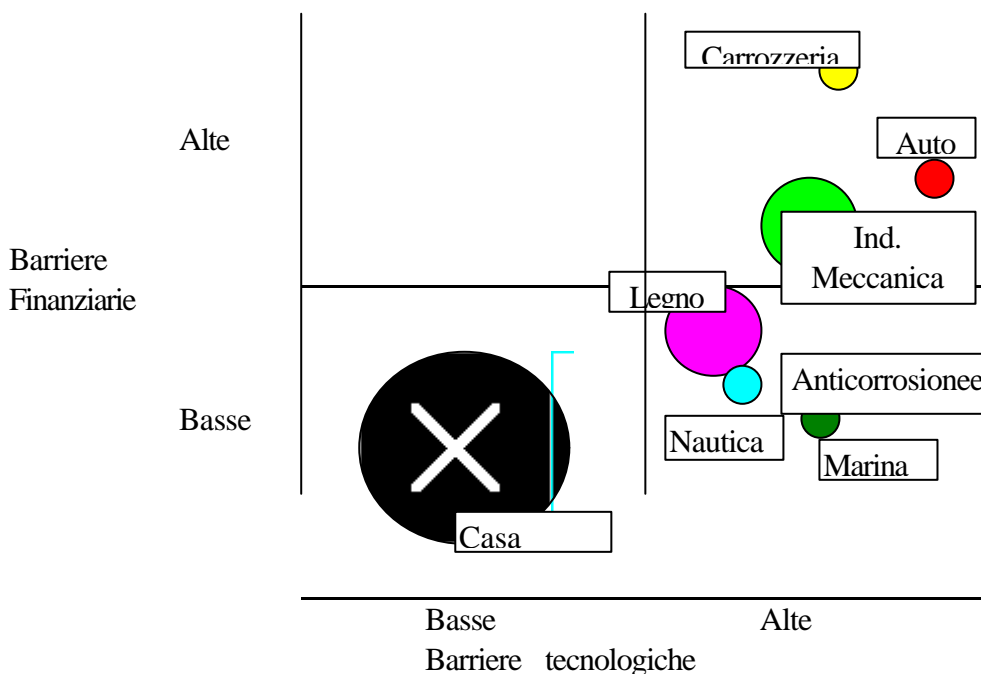 Carrozzeria
Alte
Auto
Barriere
Finanziarie
Ind.
Meccanica
Legno
Anticorrosionee
Basse
Nautica
Marina
Casa
Basse Alte
Barriere tecnologiche